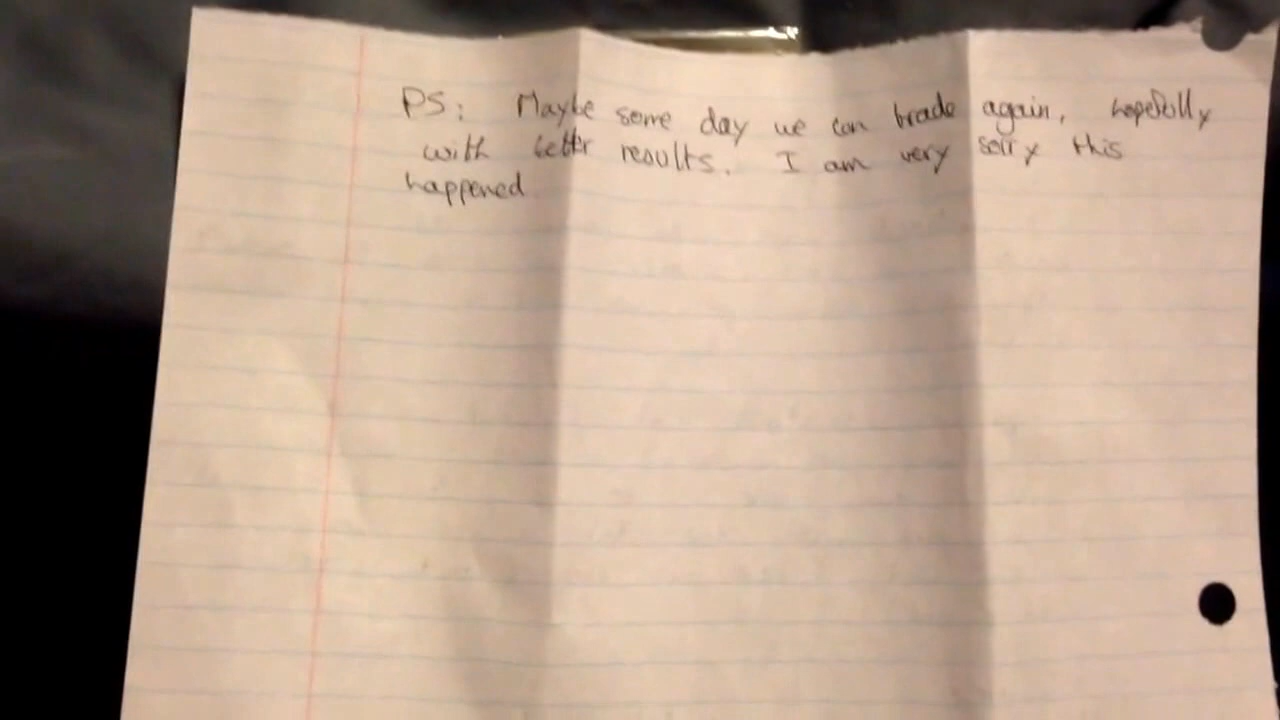 PS: Maybe some day we can trade again, hopefully
with better results. I am very sorry this
happened